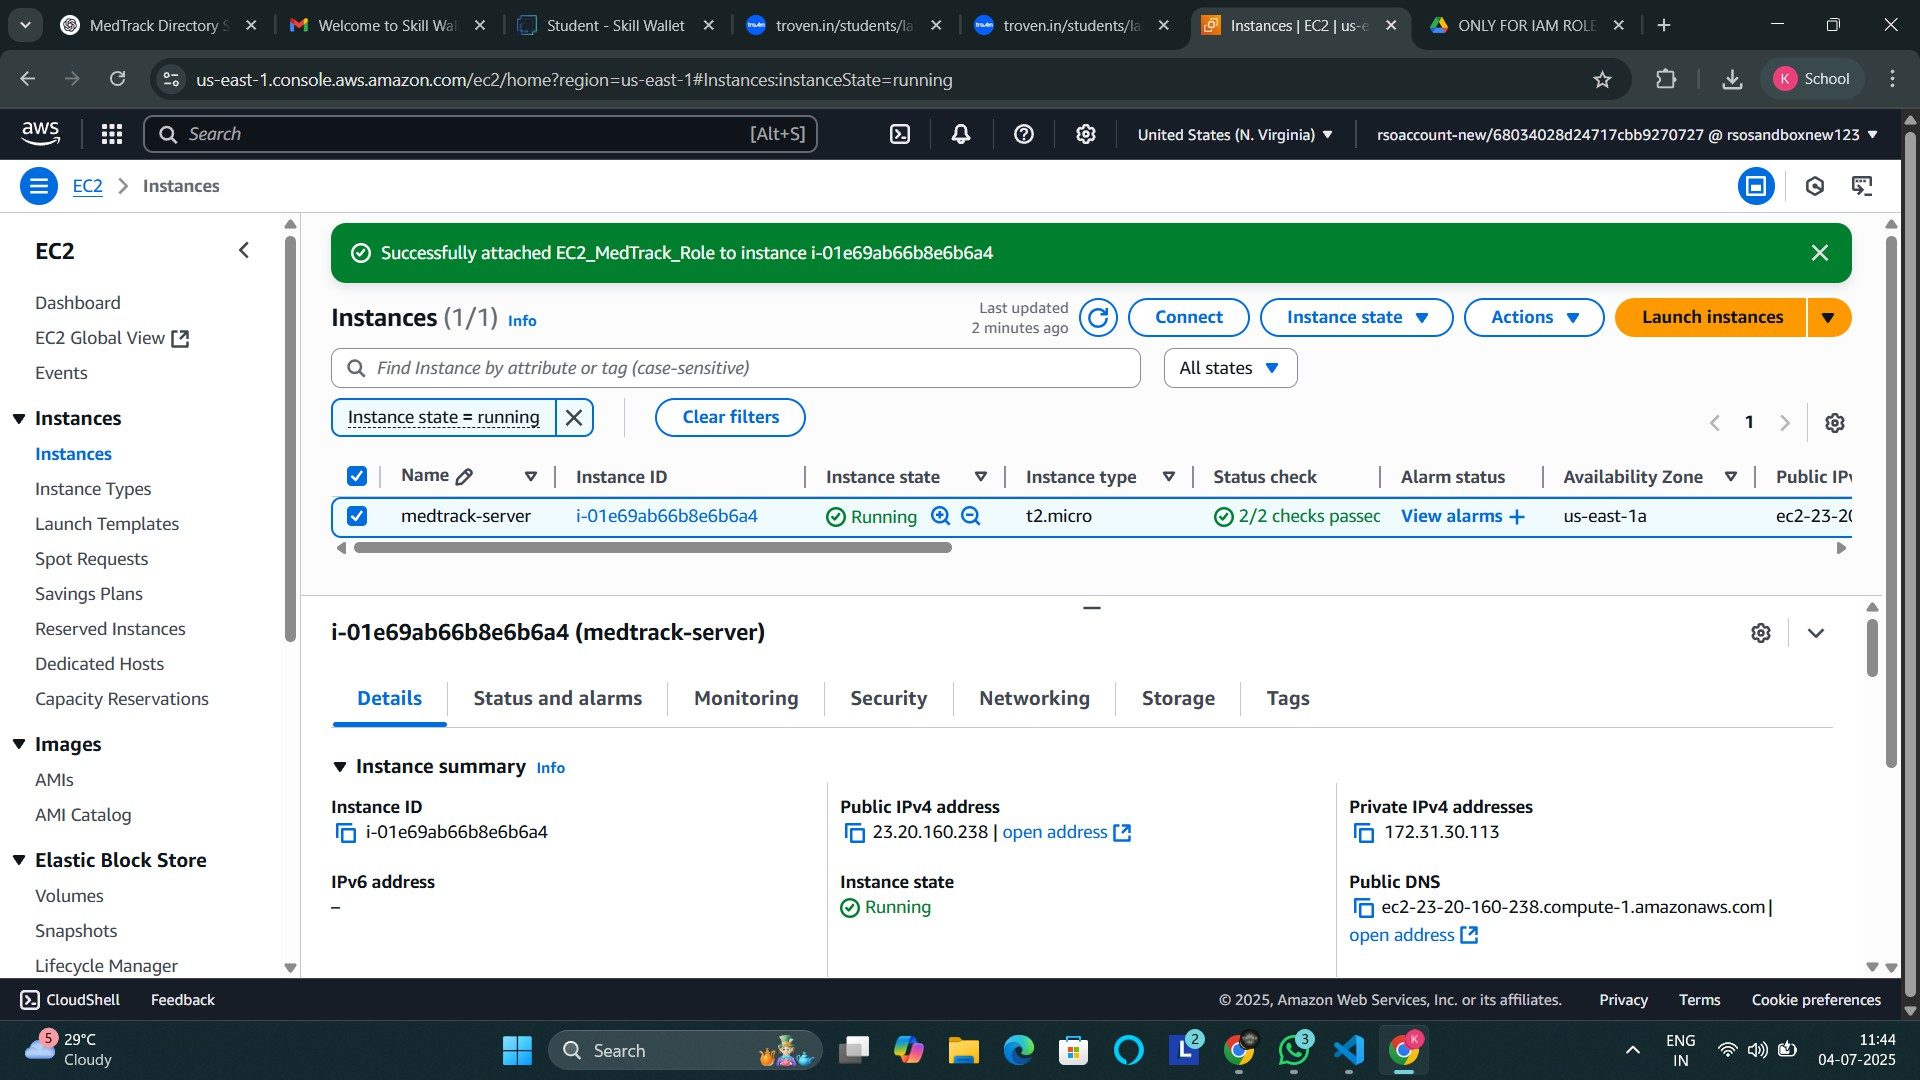 MedTrack Directory S
Welcome to Skill Wal
Student - Skill Wallet
troven.in/students/la
troven.in/students/la
Instances | EC2 | us-e
ONLY FOR IAM ROLE
us-east-1.console.aws.amazon.com/ec2/home?region=us-east-1#Instances:instanceState=running
K School
aws
Search [Alt+S]
United States (N. Virginia)
rsoaccount-new/68034028d24717cbb9270727 @ rsosandboxnew123
EC2
Instances
EC2
Dashboard
EC2 Global View
Events
Instances
Instances
Instance Types
Launch Templates
Spot Requests
Savings Plans
Reserved Instances
Dedicated Hosts
Capacity Reservations
Images
AMIs
AMI Catalog
Elastic Block Store
Volumes
Snapshots
Lifecycle Manager
Successfully attached EC2_MedTrack_Role to instance i-01e69ab66b8e6b6a4
Instances (1/1) Info
Last updated
2 minutes ago
Connect
Instance state
Actions
Launch instances
Find Instance by attribute or tag (case-sensitive)
All states
Instance state = running
Clear filters
1
Name Instance ID Instance state Instance type Status check Alarm status Availability Zone Public IPv
medtrack-server i-01e69ab66b8e6b6a4 Running t2.micro 2/2 checks passec View alarms + us-east-1a ec2-23-20
i-01e69ab66b8e6b6a4 (medtrack-server)
Details
Status and alarms
Monitoring
Security
Networking
Storage
Tags
Instance summary Info
Instance ID
i-01e69ab66b8e6b6a4
Public IPv4 address
23.20.160.238 | open address
Private IPv4 addresses
172.31.30.113
IPv6 address
–
Instance state
Running
Public DNS
ec2-23-20-160-238.compute-1.amazonaws.com |
open address
CloudShell
Feedback
© 2025, Amazon Web Services, Inc. or its affiliates.
Privacy
Terms
Cookie preferences
5
29°C
Cloudy
Search
L 2
3
K
ENG
IN
11:44
04-07-2025